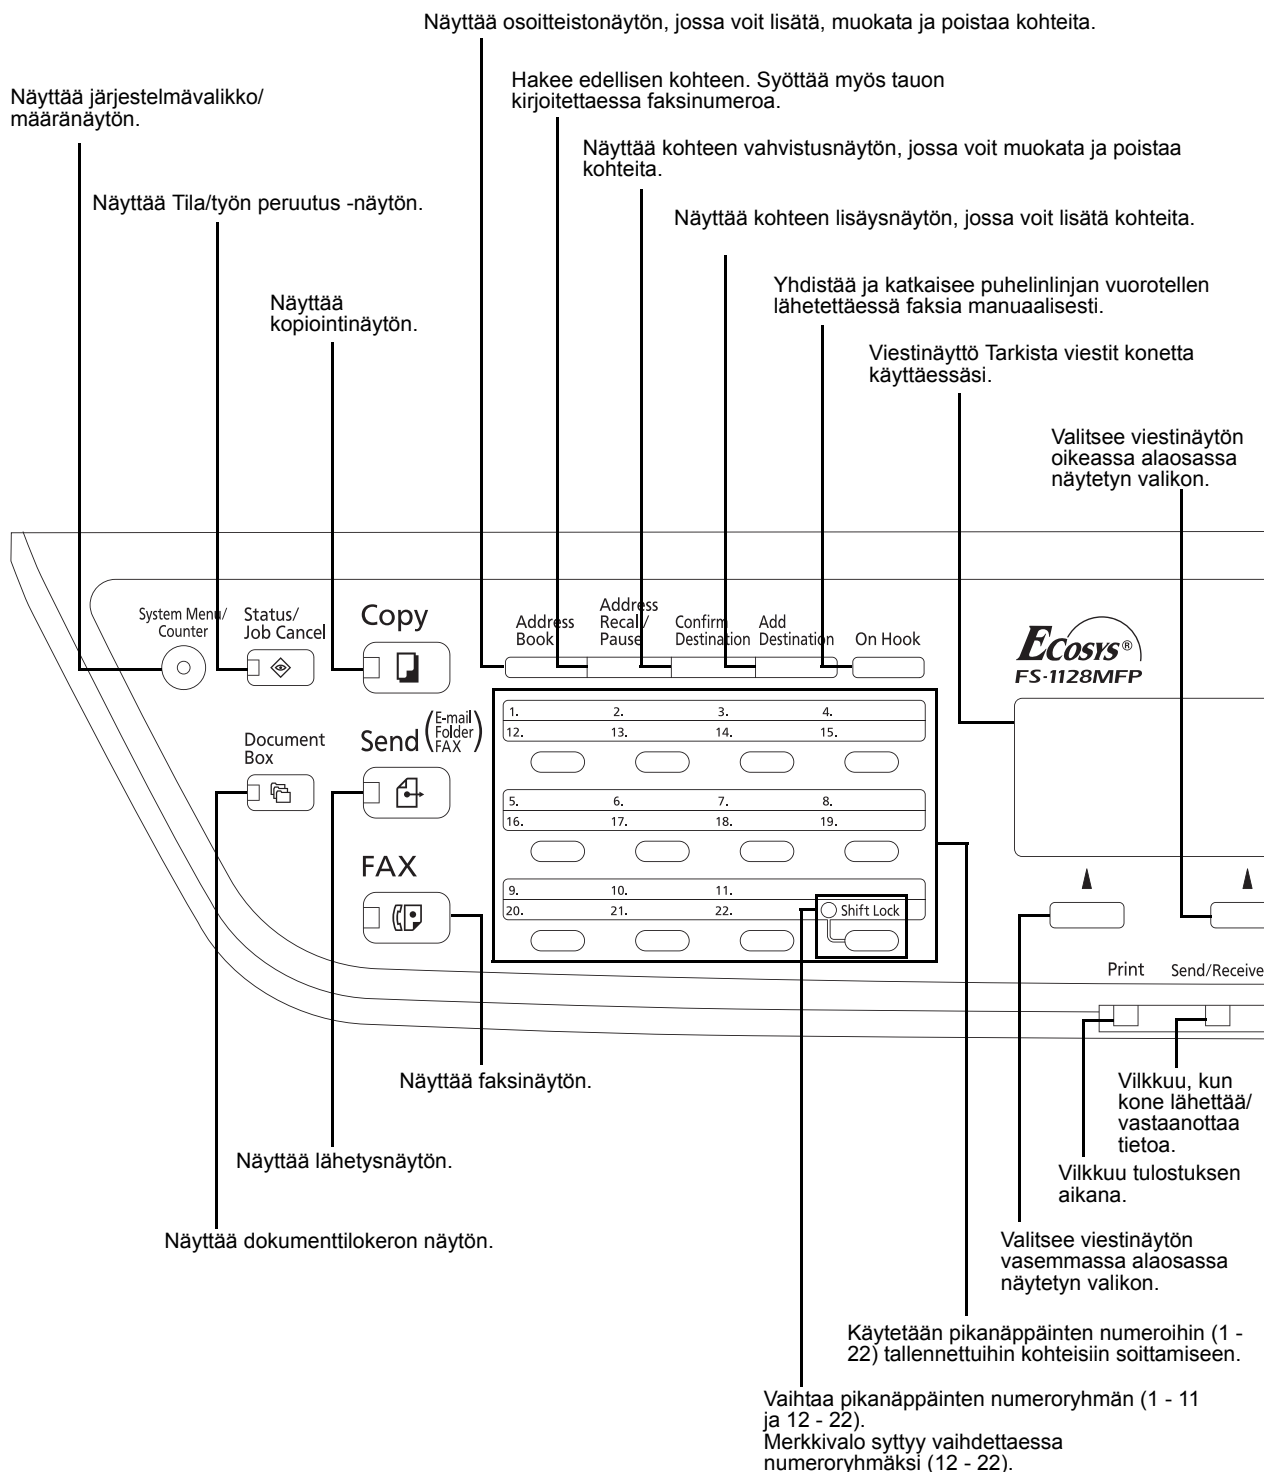 Näyttää osoitteistonäytön, jossa voit lisätä, muokata ja poistaa kohteita.
Hakee edellisen kohteen. Syöttää myös tauon
kirjoitettaessa faksinumeroa.
Näyttää järjestelmävalikko/
määränäytön.
Näyttää kohteen vahvistusnäytön, jossa voit muokata ja poistaa
kohteita.
Näyttää Tila/työn peruutus -näytön.
Näyttää kohteen lisäysnäytön, jossa voit lisätä kohteita.
Näyttää
kopiointinäytön.
Yhdistää ja katkaisee puhelinlinjan vuorotellen
lähetettäessä faksia manuaalisesti.
Viestinäyttö Tarkista viestit konetta
käyttäessäsi.
Valitsee viestinäytön
oikeassa alaosassa
näytetyn valikon.
System Menu/
Counter
Status/
Job Cancel
Copy
Address
Book
Address
Recall/
Pause
Confirm
Destination
Add
Destination
On Hook
ECOSYS®
FS-1128MFP
1. 2. 3. 4.
12. 13. 14. 15.
Document
Box
Send (E-mail
Folder
FAX)
5. 6. 7. 8.
16. 17. 18. 19.
FAX
9. 10. 11.
20. 21. 22.
Shift Lock
Print
Send/Receive
Näyttää faksinäytön.
Vilkkuu, kun
kone lähettää/
vastaanottaa
tietoa.
Näyttää lähetysnäytön.
Vilkkuu tulostuksen
aikana.
Näyttää dokumenttilokeron näytön.
Valitsee viestinäytön
vasemmassa alaosassa
näytetyn valikon.
Käytetään pikanäppäinten numeroihin (1 -
22) tallennettuihin kohteisiin soittamiseen.
Vaihtaa pikanäppäinten numeroryhmän (1 - 11
ja 12 - 22).
Merkkivalo syttyy vaihdettaessa
numeroryhmäksi (12 - 22).